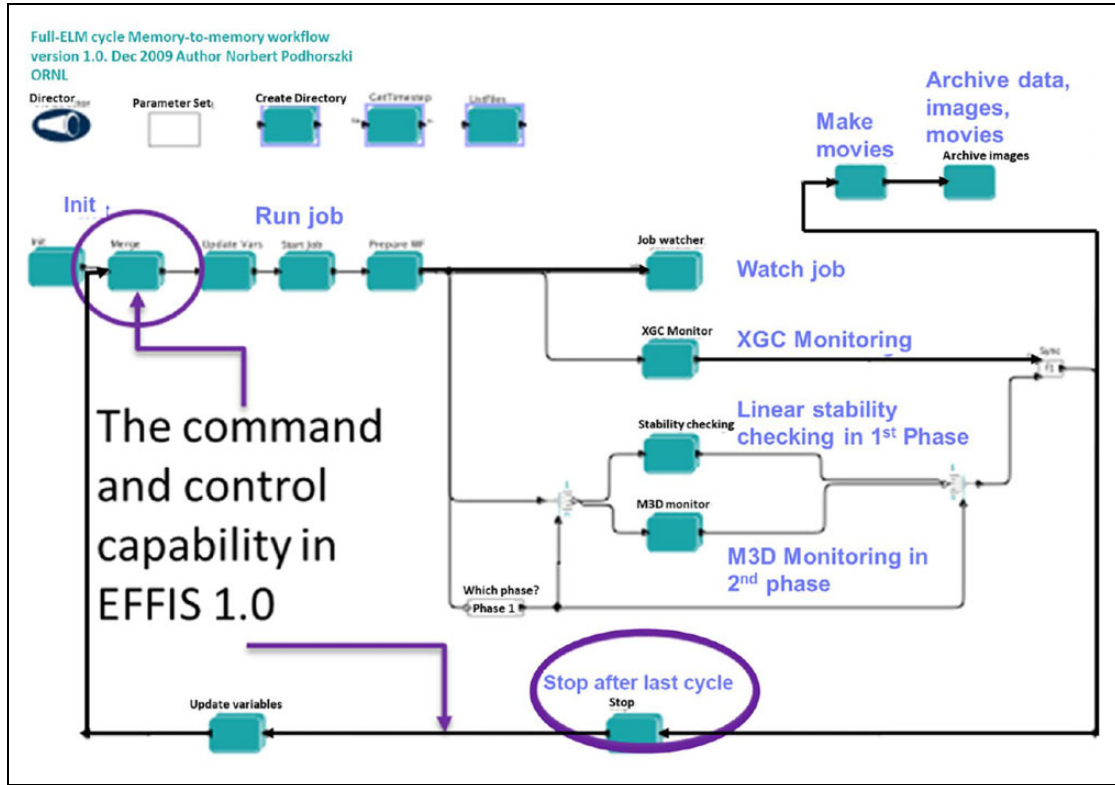 Full-ELM cycle Memory-to-memory workflow
version 1.0. Dec 2009 Author Norbert Podhorszki
ORNL
Director
Parameter Set
Create Directory
GetTimestep
ListFiles
Make
movies
Archive data,
images,
movies
Archive images
Init
Run job
Init
Merge
Update Vars
Start Job
Prepare WF
Job watcher
Watch job
XGC Monitor
XGC Monitoring
Sync
Linear stability
checking in 1st Phase
Stability checking
M3D monitor
M3D Monitoring in
2nd phase
Which phase?
Phase 1
The command
and control
capability in
EFFIS 1.0
Stop after last cycle
Stop
Update variables